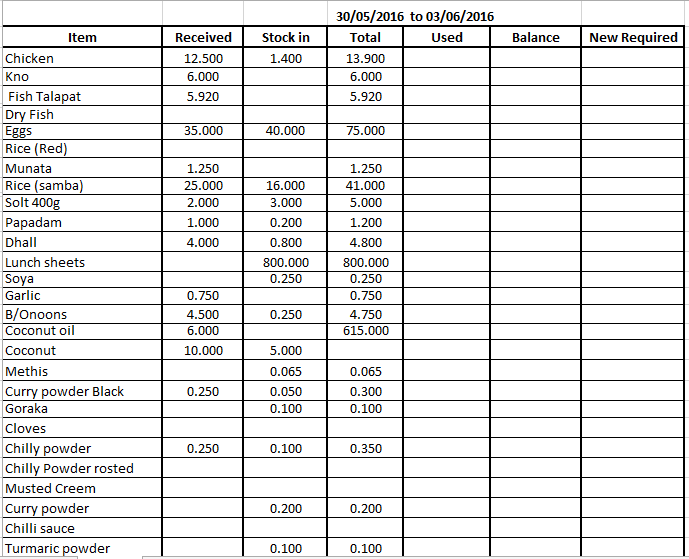 30/05/2016 to 03/06/2016
Item Received Stock in Total Used Balance New Required
Chicken 12.500 1.400 13.900
Kno 6.000 6.000
Fish Talapat 5.920 5.920
Dry Fish
Eggs 35.000 40.000 75.000
Rice (Red)
Munata 1.250 1.250
Rice (samba) 25.000 16.000 41.000
Solt 400g 2.000 3.000 5.000
Papadam 1.000 0.200 1.200
Dhall 4.000 0.800 4.800
Lunch sheets 800.000 800.000
Soya 0.250 0.250
Garlic 0.750 0.750
B/Onoons 4.500 0.250 4.750
Coconut oil 6.000 615.000
Coconut 10.000 5.000
Methis 0.065 0.065
Curry powder Black 0.250 0.050 0.300
Goraka 0.100 0.100
Cloves
Chilly powder 0.250 0.100 0.350
Chilly Powder rosted
Musted Creem
Curry powder 0.200 0.200
Chilli sauce
Turmaric powder 0.100 0.100